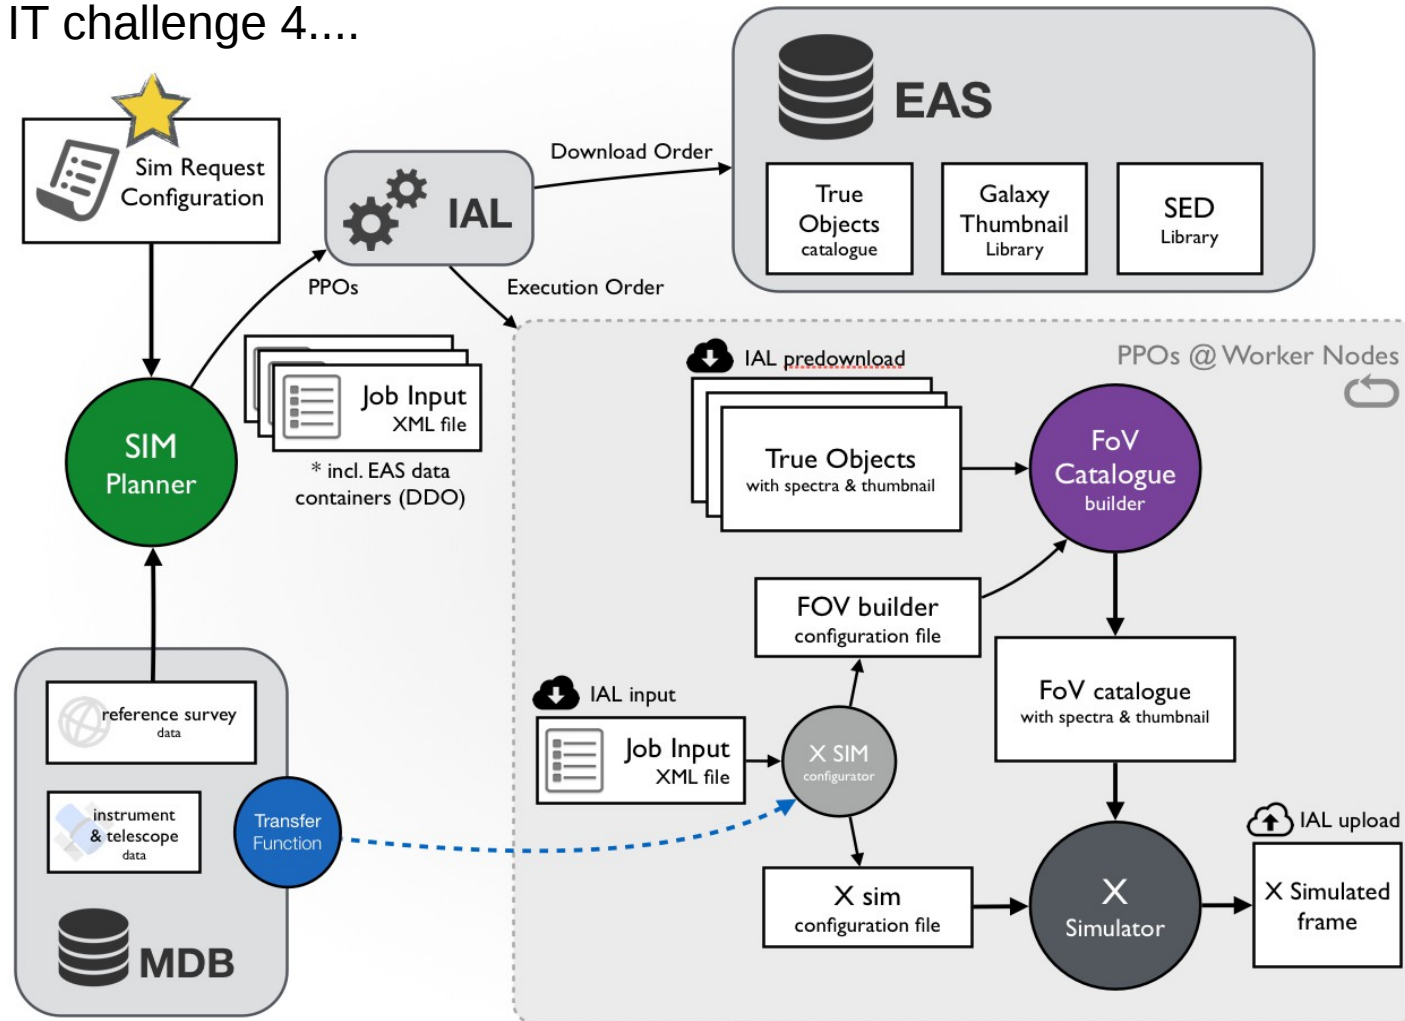 IT challenge 4....
Sim Request
Configuration
IAL
Download Order
EAS
True
Objects
catalogue
Galaxy
Thumbnail
Library
SED
Library
PPOs
Execution Order
Job Input
XML file
* incl. EAS data
containers (DDO)
SIM
Planner
IAL predownload
PPOs @ Worker Nodes
True Objects
with spectra & thumbnail
FoV
Catalogue
builder
FOV builder
configuration file
IAL input
Job Input
XML file
X SIM
configurator
FoV catalogue
with spectra & thumbnail
reference survey
data
instrument
& telescope
data
Transfer
Function
MDB
X sim
configuration file
X
Simulator
IAL upload
X Simulated
frame